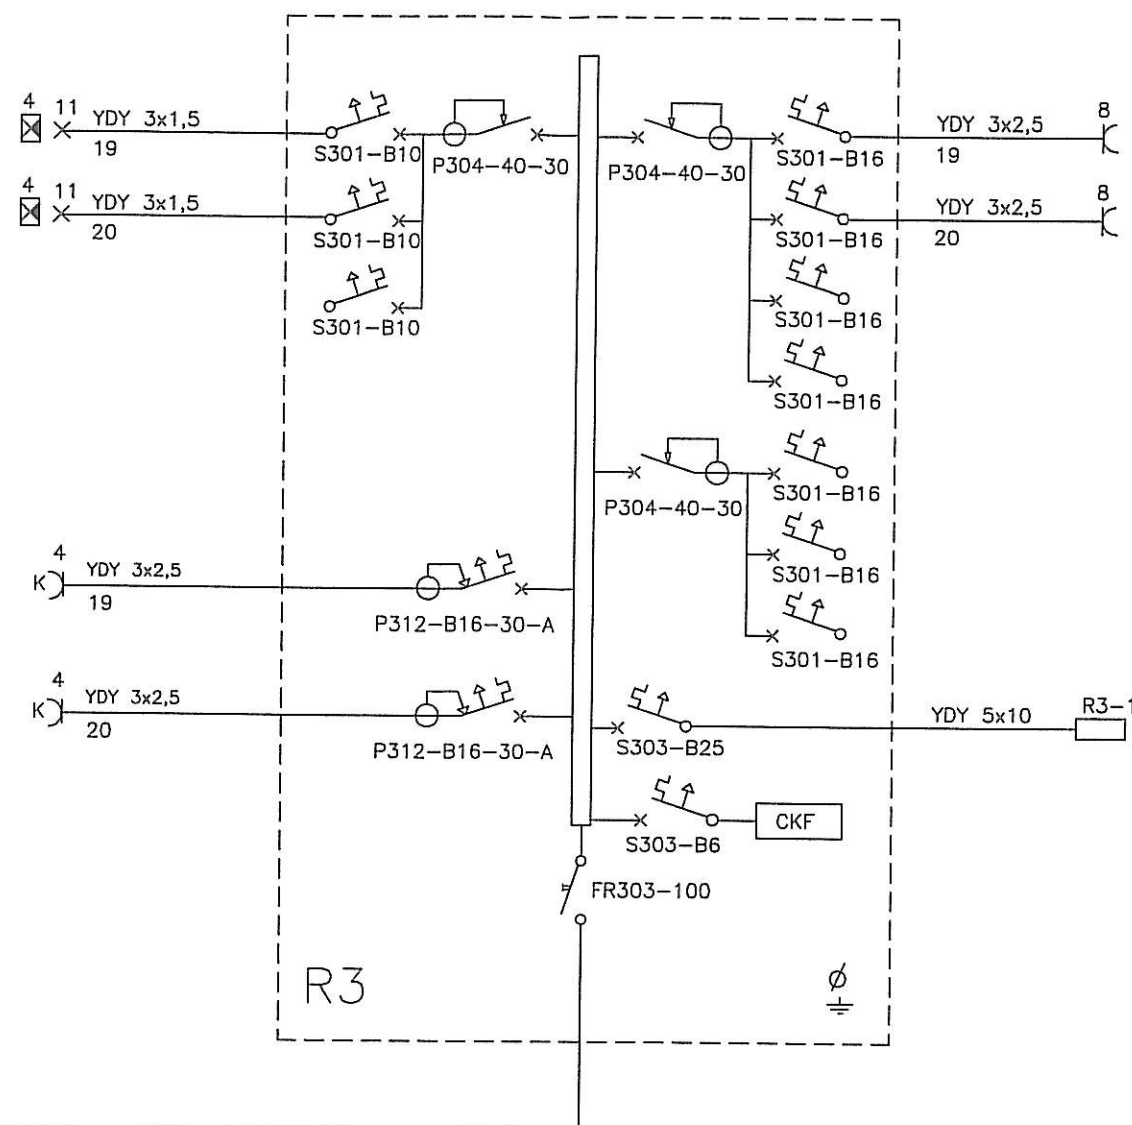 4 11 YDY 3x1,5
19
S301-B10
P304-40-30
P304-40-30
S301-B16
YDY 3x2,5
19
8
4 11 YDY 3x1,5
20
S301-B10
S301-B16
YDY 3x2,5
20
8
S301-B10
S301-B16
S301-B16
P304-40-30
S301-B16
S301-B16
S301-B16
4
K YDY 3x2,5
19
P312-B16-30-A
4
K YDY 3x2,5
20
P312-B16-30-A
S303-B25
YDY 5x10
R3-1
S303-B6
CKF
FR303-100
R3